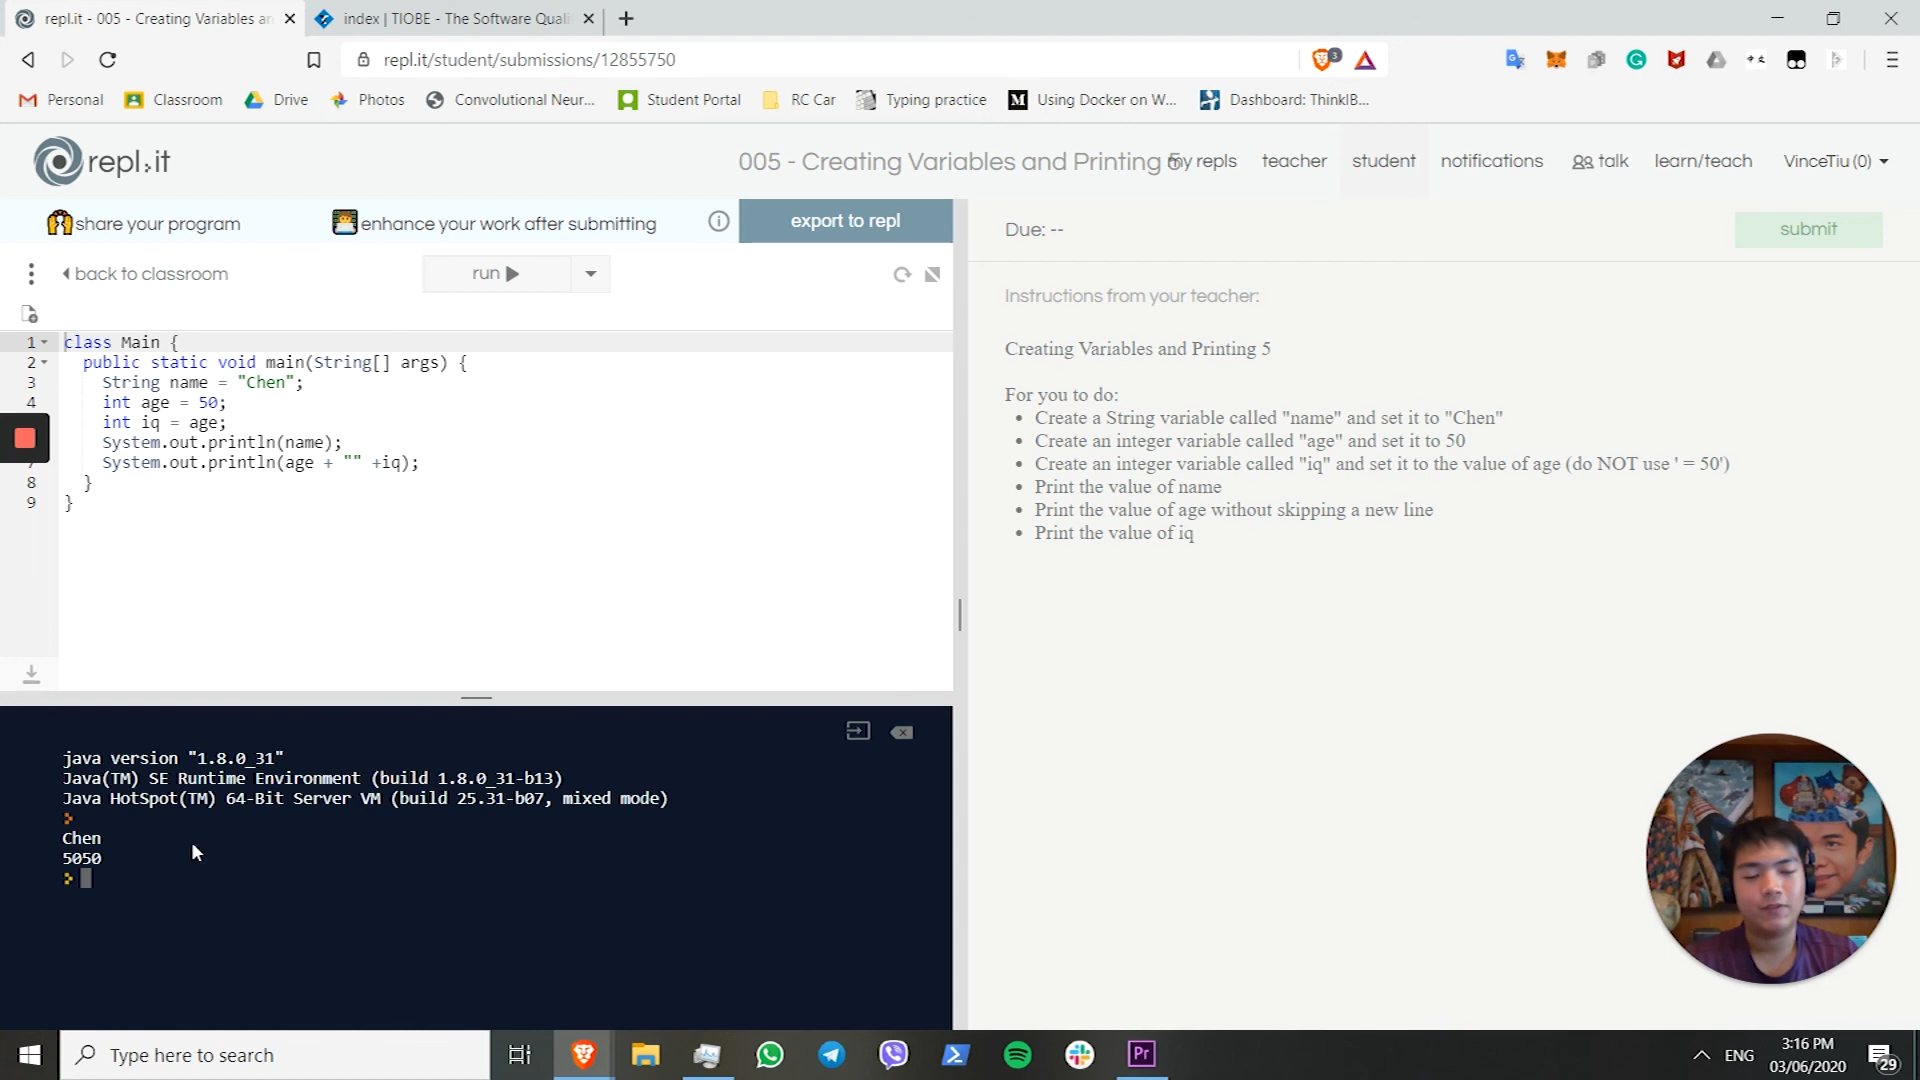 repl.it - 005 - Creating Variables an
index | TIOBE - The Software Quali
repl.it/student/submissions/12855750
3
Personal
Classroom
Drive
Photos
Convolutional Neur...
Student Portal
RC Car
Typing practice
M
Using Docker on W...
Dashboard: ThinkIB...
repl.it
005 - Creating Variables and Printing 5
my repls
teacher
student
notifications
talk
learn/teach
VinceTiu (0)
share your program
enhance your work after submitting
export to repl
Due: --
submit
back to classroom
run
Instructions from your teacher:
1 class Main {
2 public static void main(String[] args) {
3 String name = "Chen";
4 int age = 50;
int iq = age;
System.out.println(name);
7 System.out.println(age + "" +iq);
8 }
9 }
Creating Variables and Printing 5
For you to do:
• Create a String variable called "name" and set it to "Chen"
• Create an integer variable called "age" and set it to 50
• Create an integer variable called "iq" and set it to the value of age (do NOT use ' = 50')
• Print the value of name
• Print the value of age without skipping a new line
• Print the value of iq
java version "1.8.0_31"
Java(TM) SE Runtime Environment (build 1.8.0_31-b13)
Java HotSpot(TM) 64-Bit Server VM (build 25.31-b07, mixed mode)
Chen
5050
Type here to search
Pr
ENG
3:16 PM
03/06/2020
29